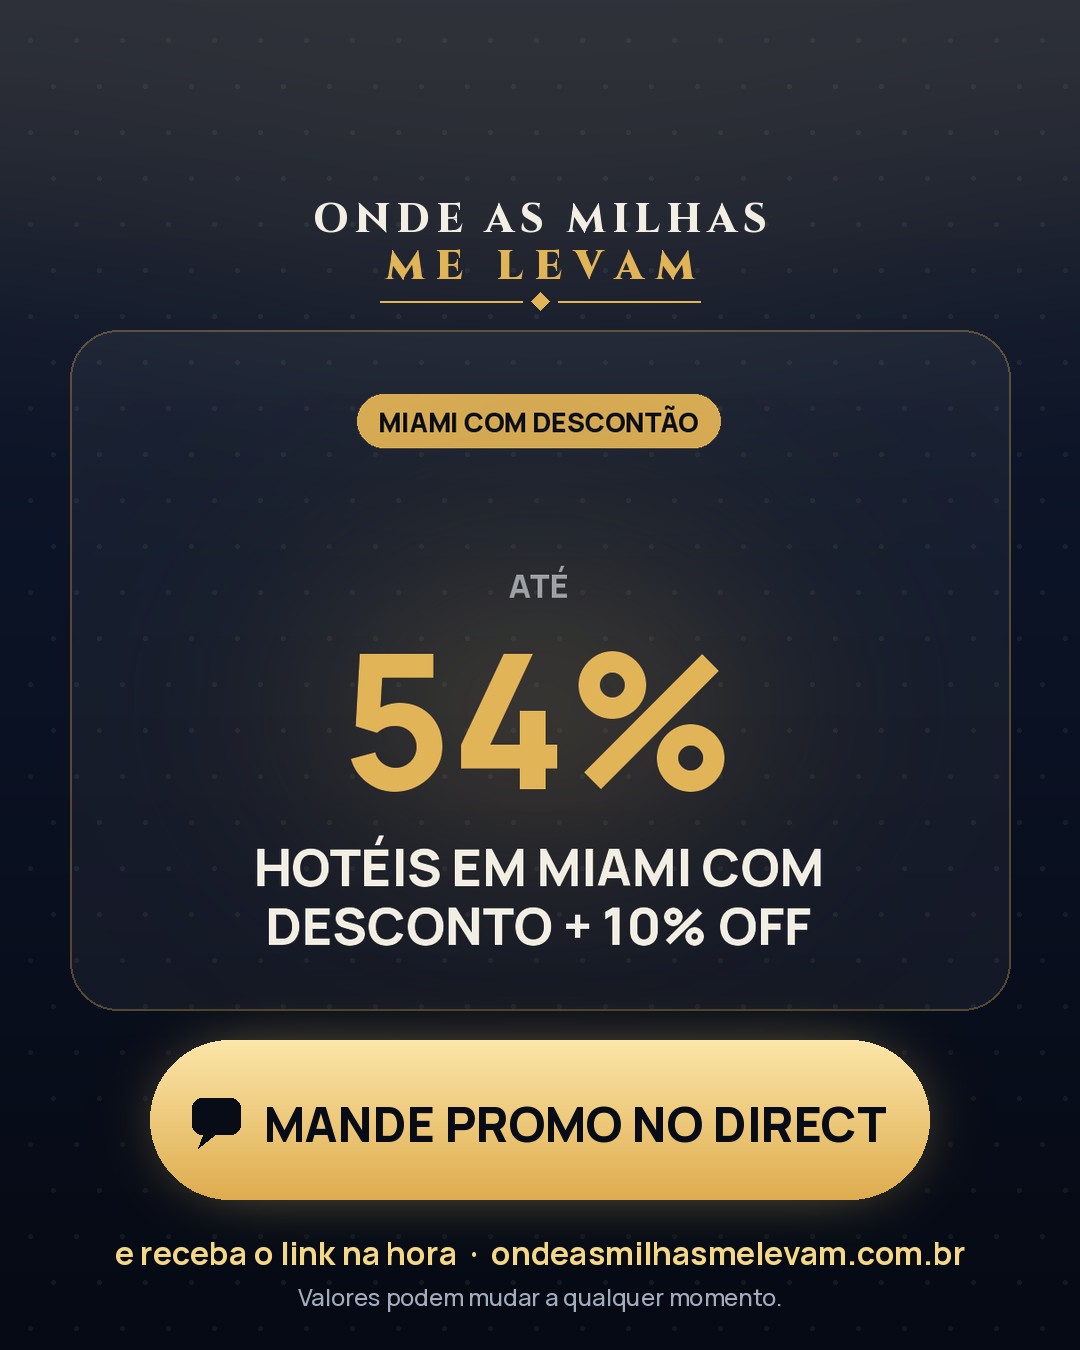 ONDE AS MILHAS
ME LEVAM
MIAMI COM DESCONTÃO
ATÉ
54%
HOTÉIS EM MIAMI COM
DESCONTO + 10% OFF
MANDE PROMO NO DIRECT
e receba o link na hora · ondeasmilhasmelevam.com.br
Valores podem mudar a qualquer momento.